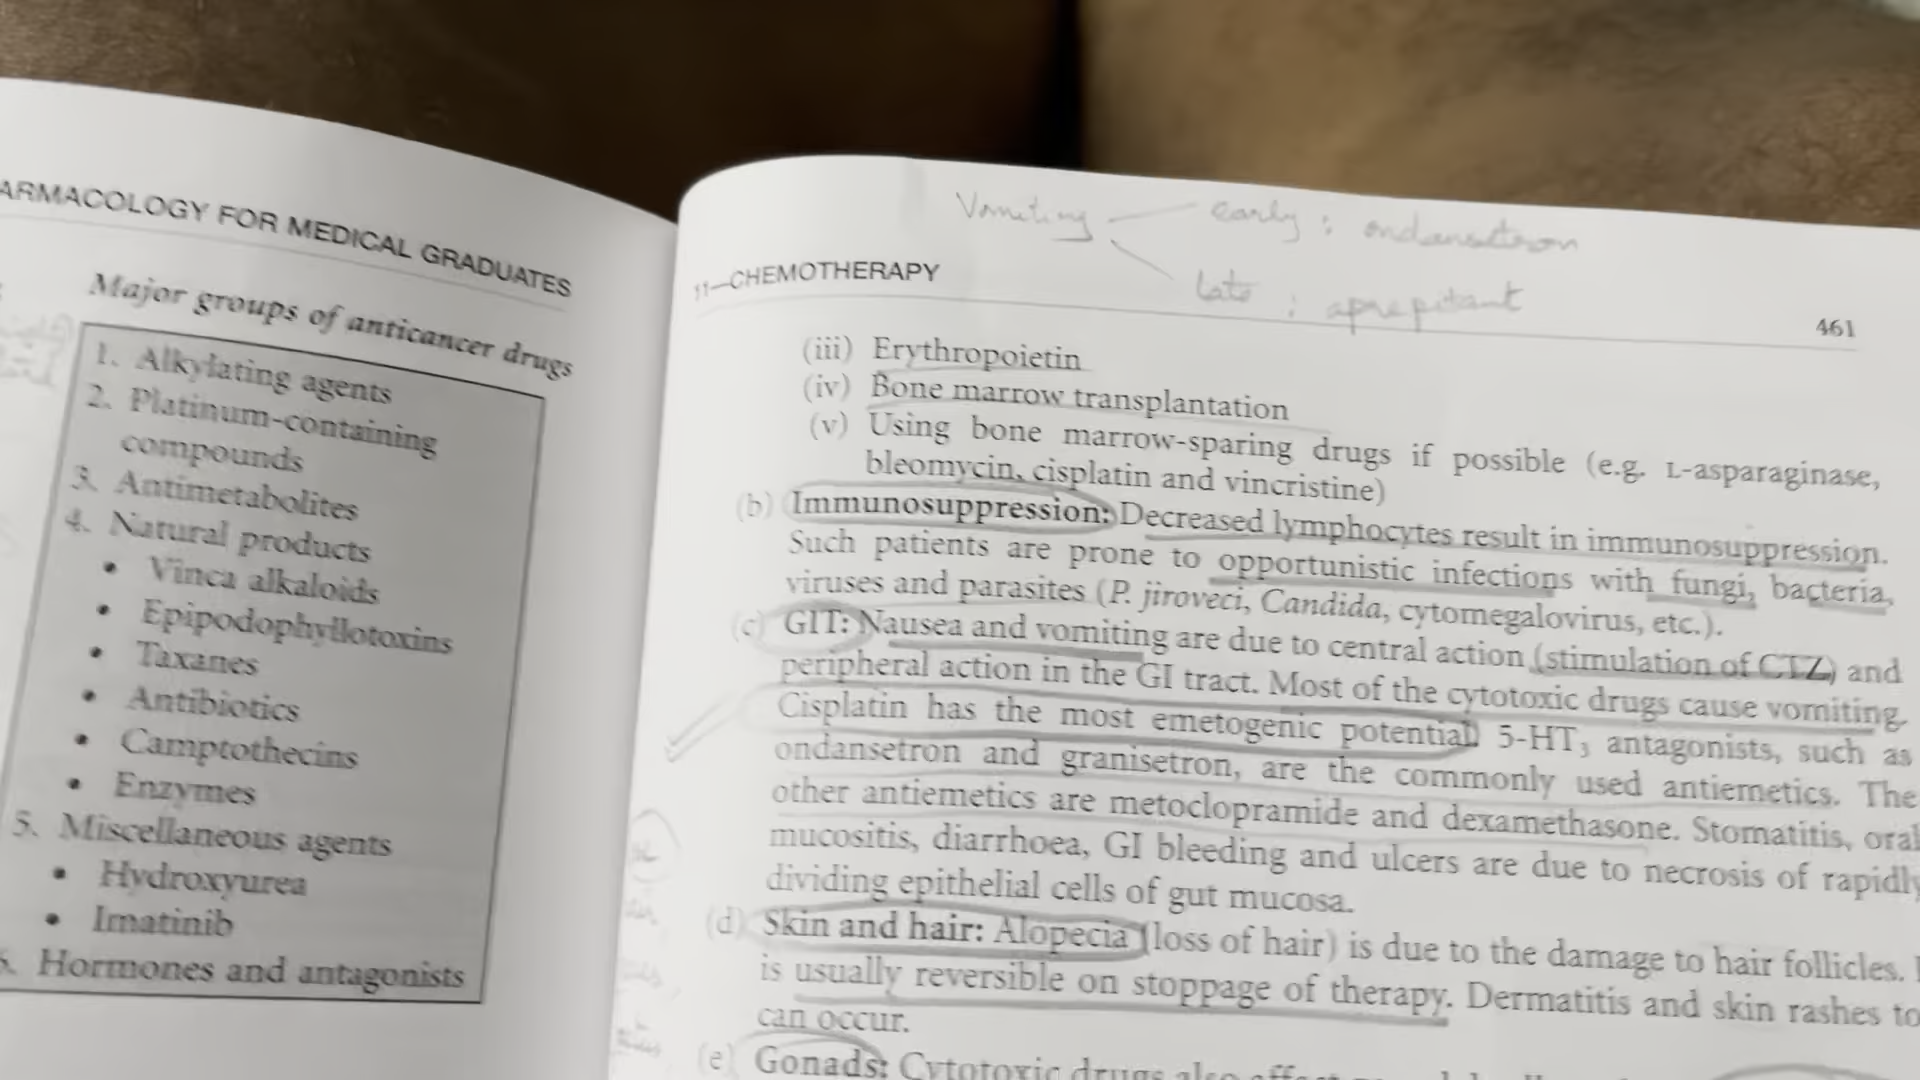 ARMACOLOGY FOR MEDICAL GRADUATES
Major groups of anticancer drugs
1. Alkylating agents
2. Platinum-containing
compounds
3. Antimetabolites
4. Natural products
• Vinca alkaloids
• Epipodophyllotoxins
• Taxanes
• Antibiotics
• Camptothecins
• Enzymes
5. Miscellaneous agents
• Hydroxyurea
• Imatinib
6. Hormones and antagonists
Vomiting early : ondansetron
late : aprepitant
11—CHEMOTHERAPY
461
(iii) Erythropoietin
(iv) Bone marrow transplantation
(v) Using bone marrow-sparing drugs if possible (e.g. L-asparaginase,
bleomycin, cisplatin and vincristine)
(b) Immunosuppression: Decreased lymphocytes result in immunosuppression.
Such patients are prone to opportunistic infections with fungi, bacteria,
viruses and parasites (P. jiroveci, Candida, cytomegalovirus, etc.).
(c) GIT: Nausea and vomiting are due to central action (stimulation of CTZ) and
peripheral action in the GI tract. Most of the cytotoxic drugs cause vomiting.
Cisplatin has the most emetogenic potential. 5-HT3 antagonists, such as
ondansetron and granisetron, are the commonly used antiemetics. The
other antiemetics are metoclopramide and dexamethasone. Stomatitis, oral
mucositis, diarrhoea, GI bleeding and ulcers are due to necrosis of rapidly
dividing epithelial cells of gut mucosa.
(d) Skin and hair: Alopecia (loss of hair) is due to the damage to hair follicles.
is usually reversible on stoppage of therapy. Dermatitis and skin rashes to
can occur.
(e) Gonads: Cytotoxic drugs also